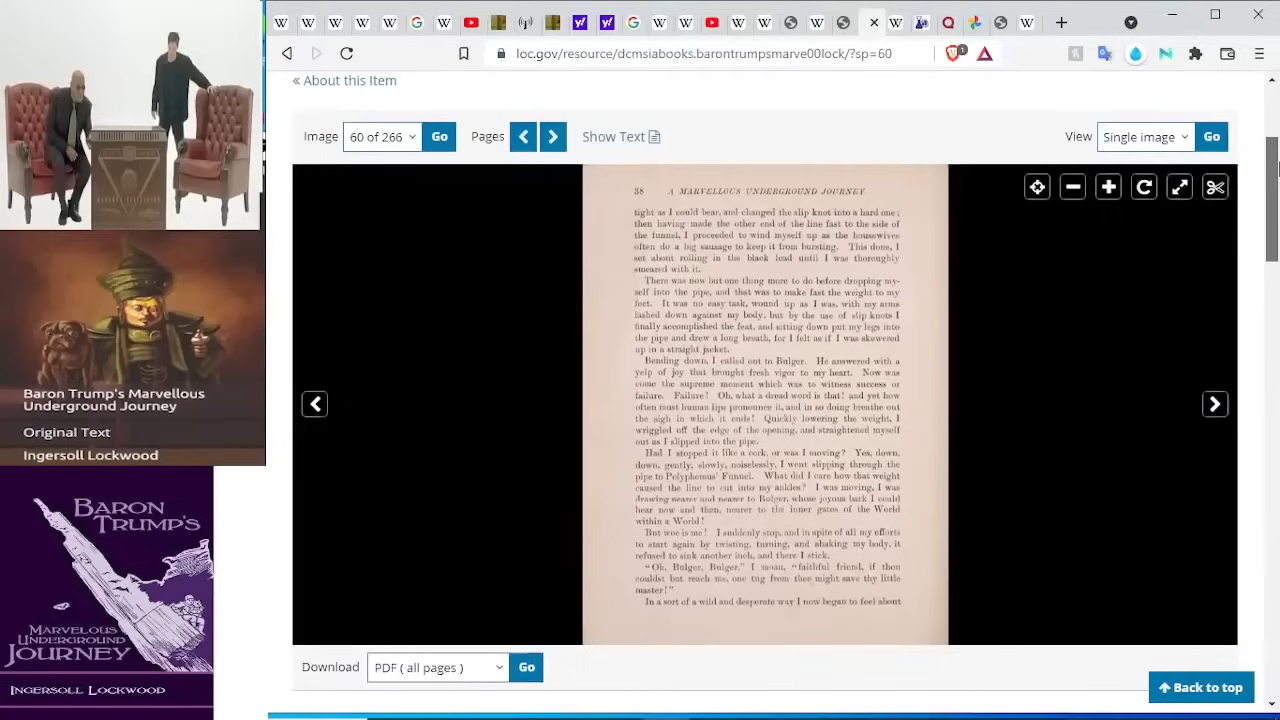 loc.gov/resource/dcmsiabooks.barontrumpsmarve00lock/?sp=60
« About this Item
Image 60 of 266 Go Pages Show Text View Single image Go
38 A MARVELLOUS UNDERGROUND JOURNEY
tight as I could bear, and changed the slip knot into a hard one;
then having made the other end of the line fast to the side of
the funnel, I proceeded to wind myself up as the housewives
often do a big sausage to keep it from bursting. This done, I
set about rolling in the black lead until I was thoroughly
smeared with it.
There was now but one thing more to do before dropping my-
self into the pipe, and that was to make fast the weight to my
feet. It was no easy task, wound up as I was, with my arms
lashed down against my body, but by the use of slip knots I
finally accomplished the feat, and sitting down put my legs into
the pipe and drew a long breath, for I felt as if I was skewered
up in a straight jacket.
Bending down, I called out to Bulger. He answered with a
yelp of joy that brought fresh vigor to my heart. Now was
come the supreme moment which was to witness success or
failure. Failure! Oh, what a dread word is that! and yet how
often must human lips pronounce it, and in so doing breathe out
the sigh in which it ends! Quickly lowering the weight, I
wriggled off the edge of the opening, and straightened myself
out as I slipped into the pipe.
Had I stopped it like a cork, or was I moving? Yes, down,
down, gently, slowly, noiselessly, I went slipping through the
pipe to Polyphemus' Funnel. What did I care how that weight
caused the line to cut into my ankles? I was moving, I was
drawing nearer and nearer to Bulger, whose joyous bark I could
hear now and then, nearer to the inner gates of the World
within a World!
But woe is me! I suddenly stop, and in spite of all my efforts
to start again by twisting, turning, and shaking my body, it
refused to sink another inch, and there I stick.
"Oh, Bulger, Bulger," I moan, "faithful friend, if thou
couldst but reach me, one tug from thee might save thy little
master!"
In a sort of a wild and desperate way I now began to feel about
Download PDF ( all pages ) Go
Back to top
Baron Trump's Marvellous
Underground Journey
Original Text
Ingersoll Lockwood
BARON
TRUMP'S
MARVELOUS
UNDERGROUND
JOURNEY
INGERSOLL LOCKWOOD